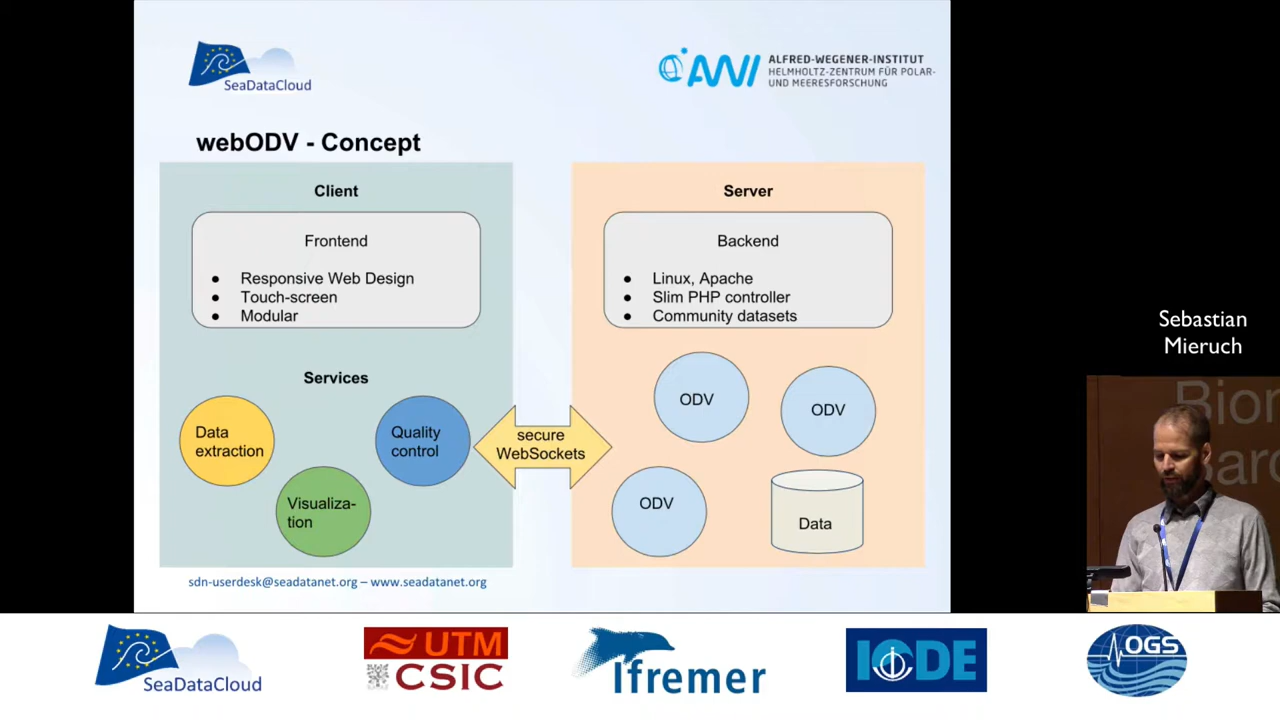 SeaDataCloud
AWI
ALFRED-WEGENER-INSTITUT
HELMHOLTZ-ZENTRUM FÜR POLAR-
UND MEERESFORSCHUNG
webODV - Concept
Client
Frontend
● Responsive Web Design
● Touch-screen
● Modular
Services
Data
extraction
Visualiza-
tion
Quality
control
secure
WebSockets
Server
Backend
● Linux, Apache
● Slim PHP controller
● Community datasets
ODV
ODV
ODV
Data
sdn-userdesk@seadatanet.org – www.seadatanet.org
Sebastian
Mieruch
SeaDataCloud
UTM
CSIC
Ifremer
IODE
OGS